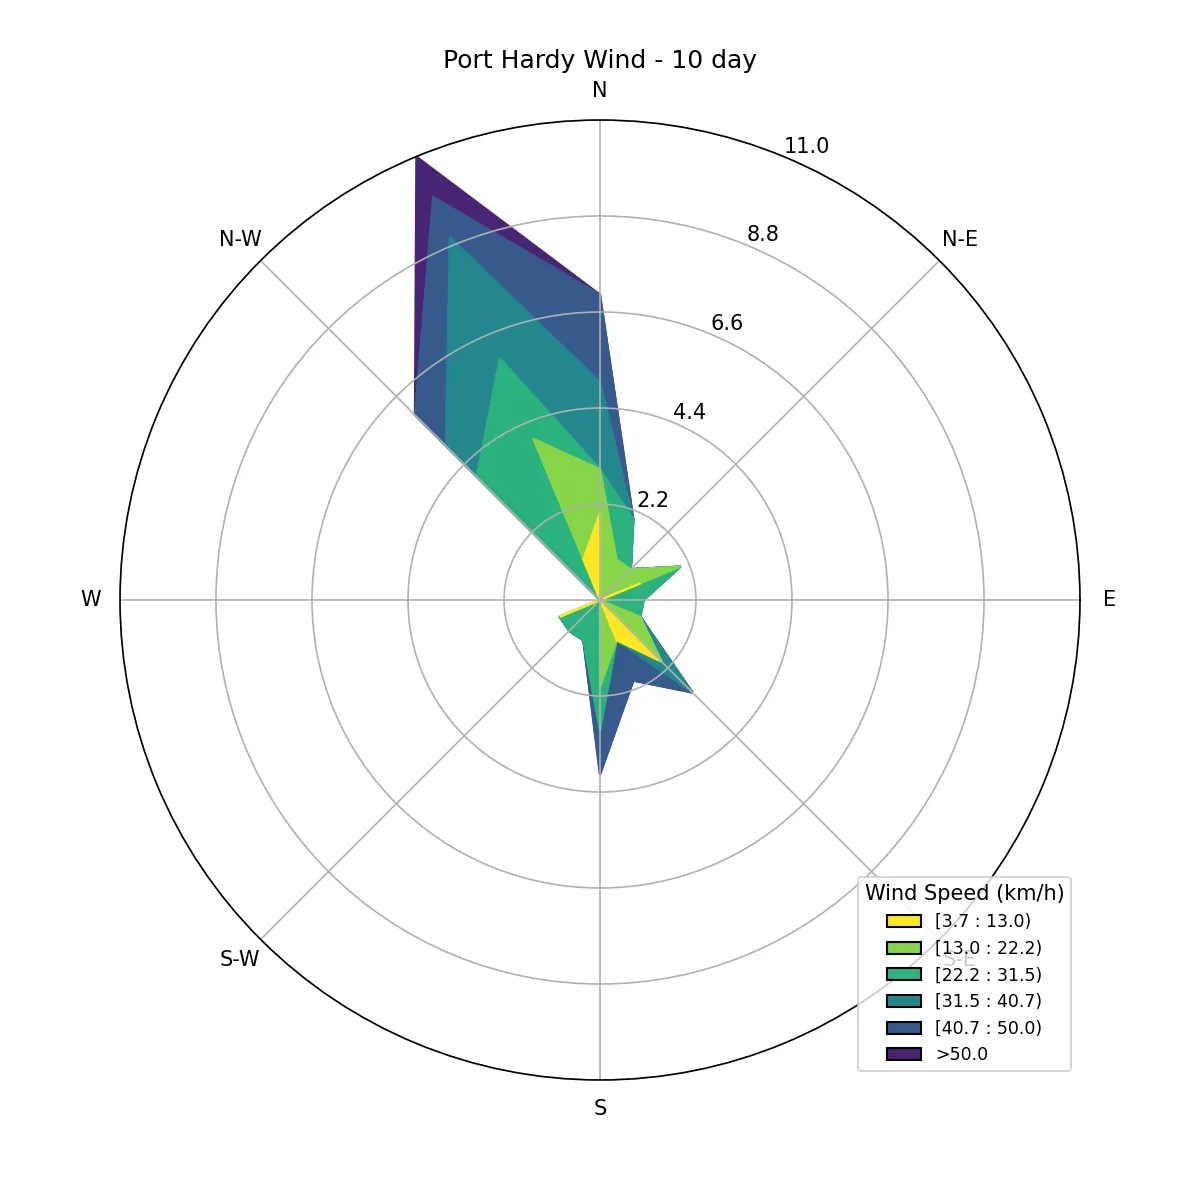 Port Hardy Wind - 10 day
N
11.0
N-W
8.8
N-E
6.6
4.4
2.2
W
E
Wind Speed (km/h)
[3.7 : 13.0)
[13.0 : 22.2)
S-W
S-E
[22.2 : 31.5)
[31.5 : 40.7)
[40.7 : 50.0)
>50.0
S